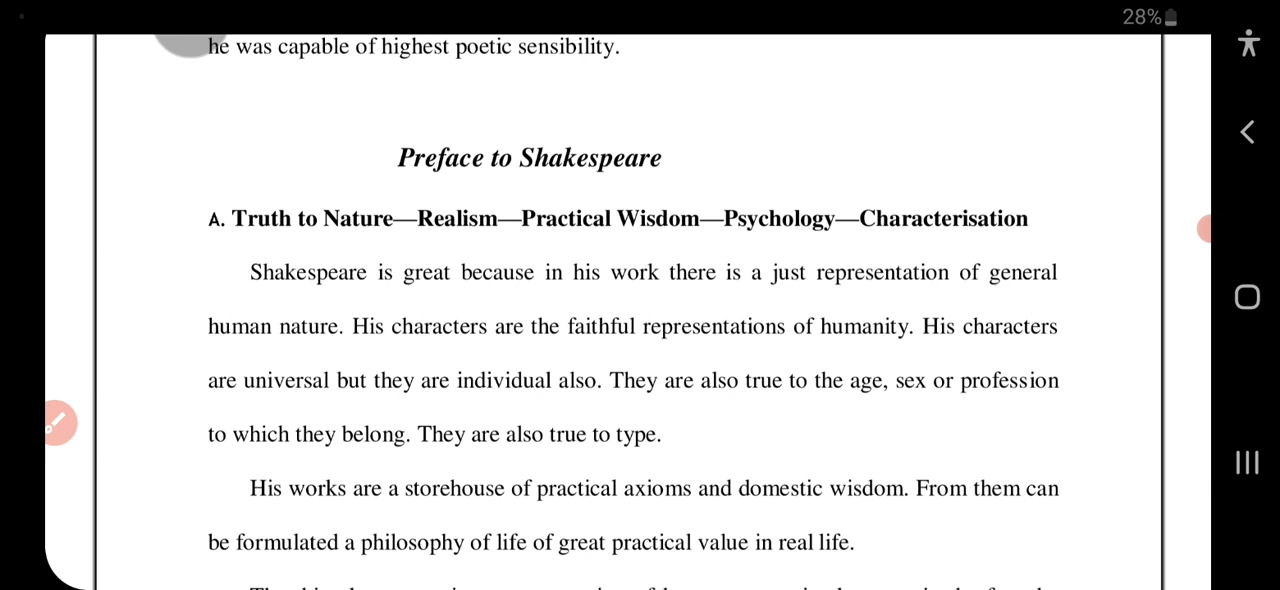 28%
he was capable of highest poetic sensibility.
Preface to Shakespeare
A. Truth to Nature—Realism—Practical Wisdom—Psychology—Characterisation
Shakespeare is great because in his work there is a just representation of general
human nature. His characters are the faithful representations of humanity. His characters
are universal but they are individual also. They are also true to the age, sex or profession
to which they belong. They are also true to type.
His works are a storehouse of practical axioms and domestic wisdom. From them can
be formulated a philosophy of life of great practical value in real life.